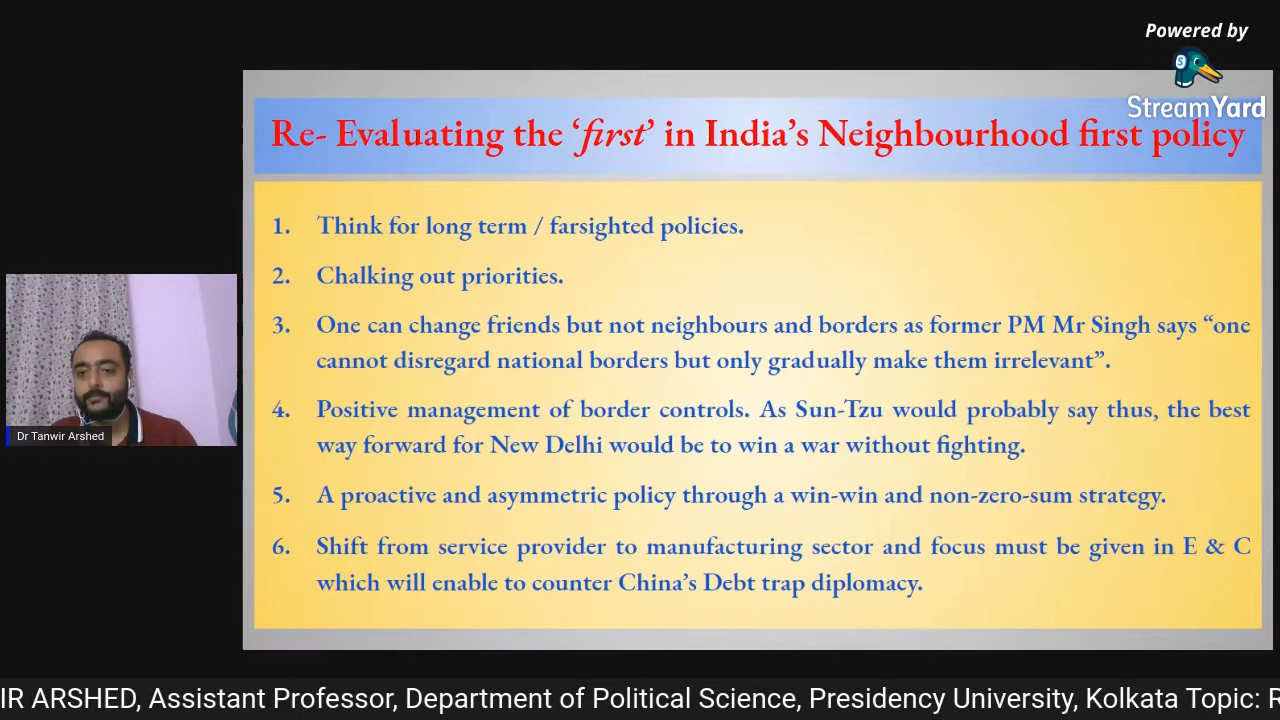 Powered by
StreamYard
Re- Evaluating the ‘first’ in India’s Neighbourhood first policy
1. Think for long term / farsighted policies.
2. Chalking out priorities.
3. One can change friends but not neighbours and borders as former PM Mr Singh says “one
cannot disregard national borders but only gradually make them irrelevant”.
4. Positive management of border controls. As Sun-Tzu would probably say thus, the best
way forward for New Delhi would be to win a war without fighting.
5. A proactive and asymmetric policy through a win-win and non-zero-sum strategy.
6. Shift from service provider to manufacturing sector and focus must be given in E & C
which will enable to counter China’s Debt trap diplomacy.
Dr Tanwir Arshed
IR ARSHED, Assistant Professor, Department of Political Science, Presidency University, Kolkata Topic: R